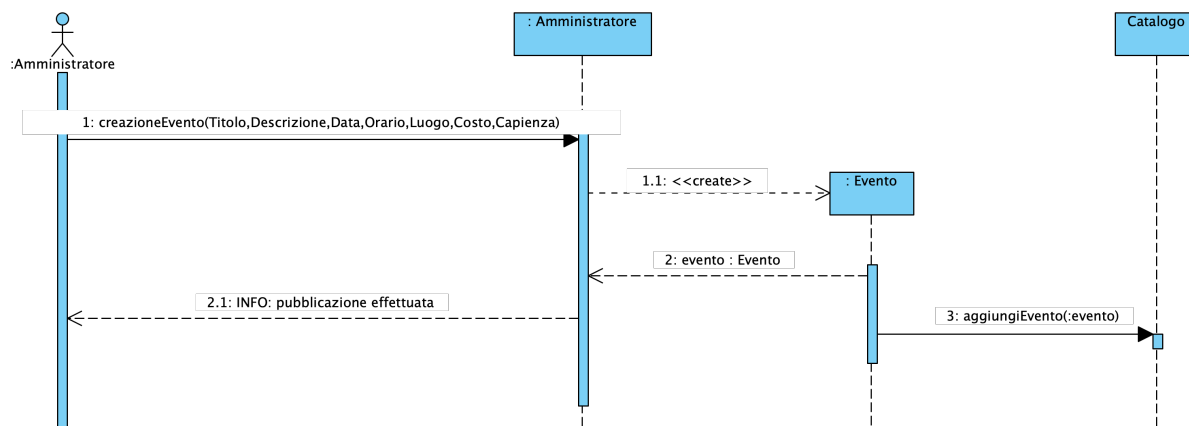 : Amministratore
Catalogo
:Amministratore
1: creazioneEvento(Titolo,Descrizione,Data,Orario,Luogo,Costo,Capienza)
1.1: <<create>>
: Evento
2: evento : Evento
2.1: INFO: pubblicazione effettuata
3: aggiungiEvento(:evento)